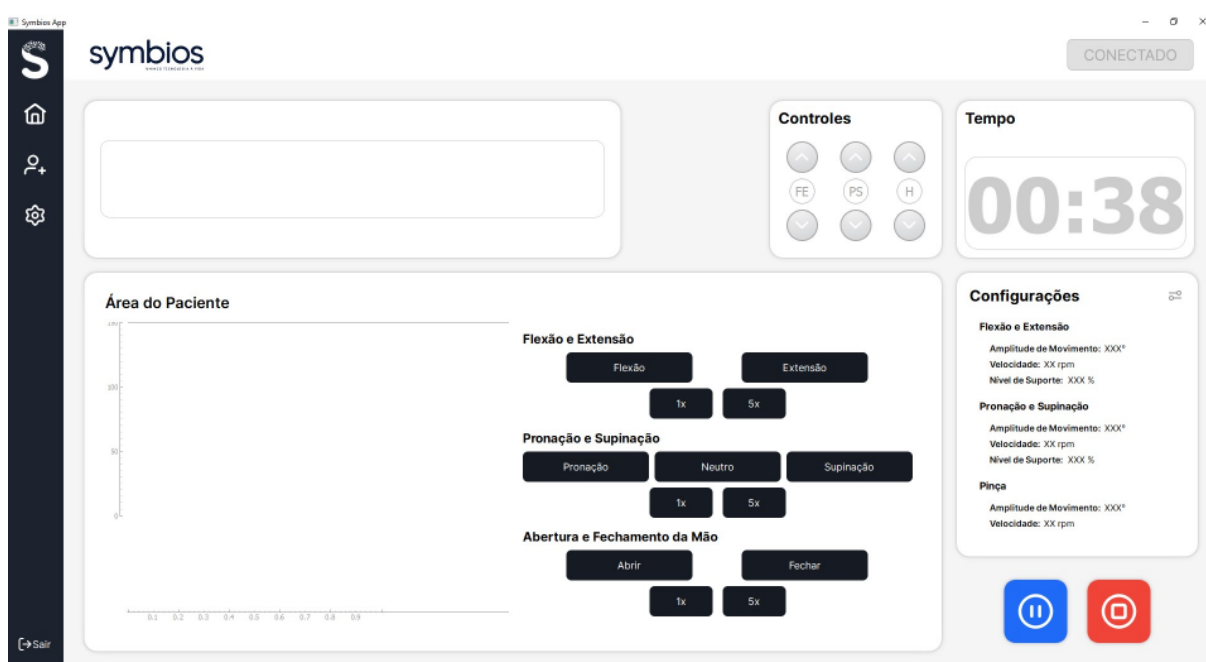 Symbios App
S
symbios
CONECTADO
Controles
FE PS H
Tempo
00:38
Área do Paciente
100
50
0
0.1 0.2 0.3 0.4 0.5 0.6 0.7 0.8 0.9
Flexão e Extensão
Flexão Extensão
1x 5x
Pronação e Supinação
Pronação Neutro Supinação
1x 5x
Abertura e Fechamento da Mão
Abrir Fechar
1x 5x
Configurações
Flexão e Extensão
Amplitude de Movimento: XXX°
Velocidade: XX rpm
Nível de Suporte: XXX %
Pronação e Supinação
Amplitude de Movimento: XXX°
Velocidade: XX rpm
Nível de Suporte: XXX %
Pinça
Amplitude de Movimento: XXX°
Velocidade: XX rpm
Sair